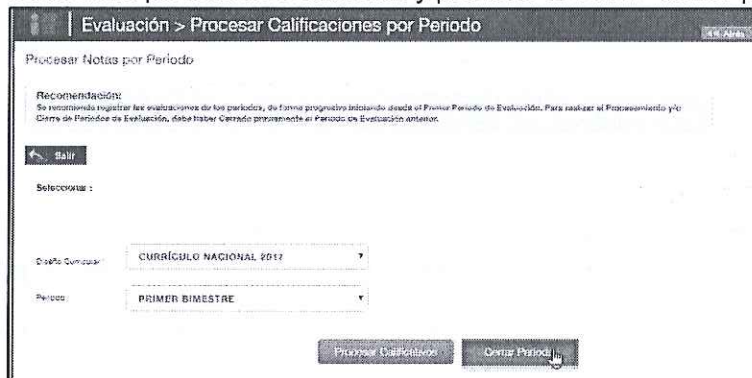 Evaluación > Procesar Calificaciones por Periodo
Atrás
Procesar Notas por Periodo
Recomendación:
Se recomienda registrar las evaluaciones de los periodos, de forma progresiva iniciando desde el Primer Periodo de Evaluación. Para realizar el Procesamiento y/o
Cierre de Periodos de Evaluación, debe haber Cerrado previamente el Periodo de Evaluación anterior.
Salir
Seleccionar :
Diseño Curricular
CURRÍCULO NACIONAL 2017
Periodo
PRIMER BIMESTRE
Procesar Calificativos
Cerrar Periodo